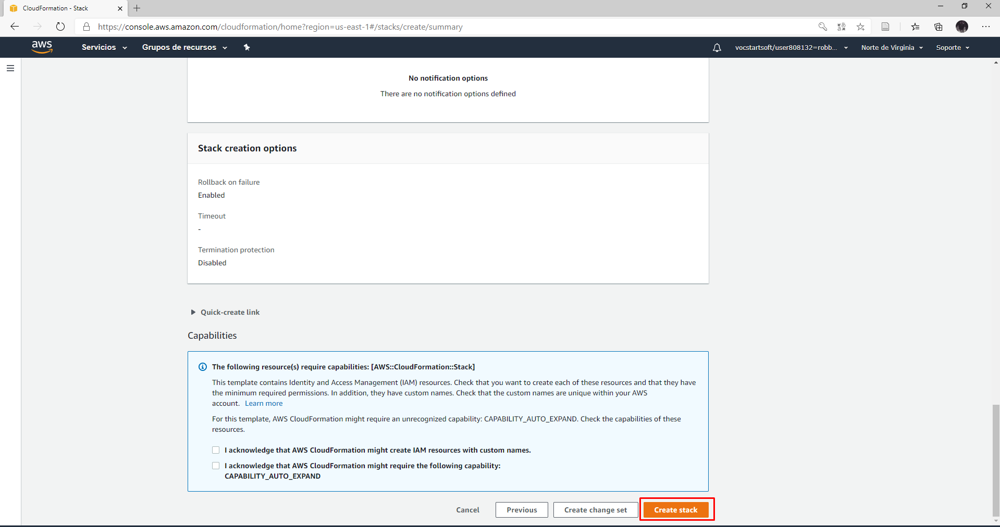 CloudFormation - Stack
https://console.aws.amazon.com/cloudformation/home?region=us-east-1#/stacks/create/summary
aws
Servicios
Grupos de recursos
vocstartsoft/user808132=robb...
Norte de Virginia
Soporte
No notification options
There are no notification options defined
Stack creation options
Rollback on failure
Enabled
Timeout
-
Termination protection
Disabled
Quick-create link
Capabilities
The following resource(s) require capabilities: [AWS::CloudFormation::Stack]
This template contains Identity and Access Management (IAM) resources. Check that you want to create each of these resources and that they have
the minimum required permissions. In addition, they have custom names. Check that the custom names are unique within your AWS
account. Learn more
For this template, AWS CloudFormation might require an unrecognized capability: CAPABILITY_AUTO_EXPAND. Check the capabilities of these
resources.
I acknowledge that AWS CloudFormation might create IAM resources with custom names.
I acknowledge that AWS CloudFormation might require the following capability:
CAPABILITY_AUTO_EXPAND
Cancel
Previous
Create change set
Create stack